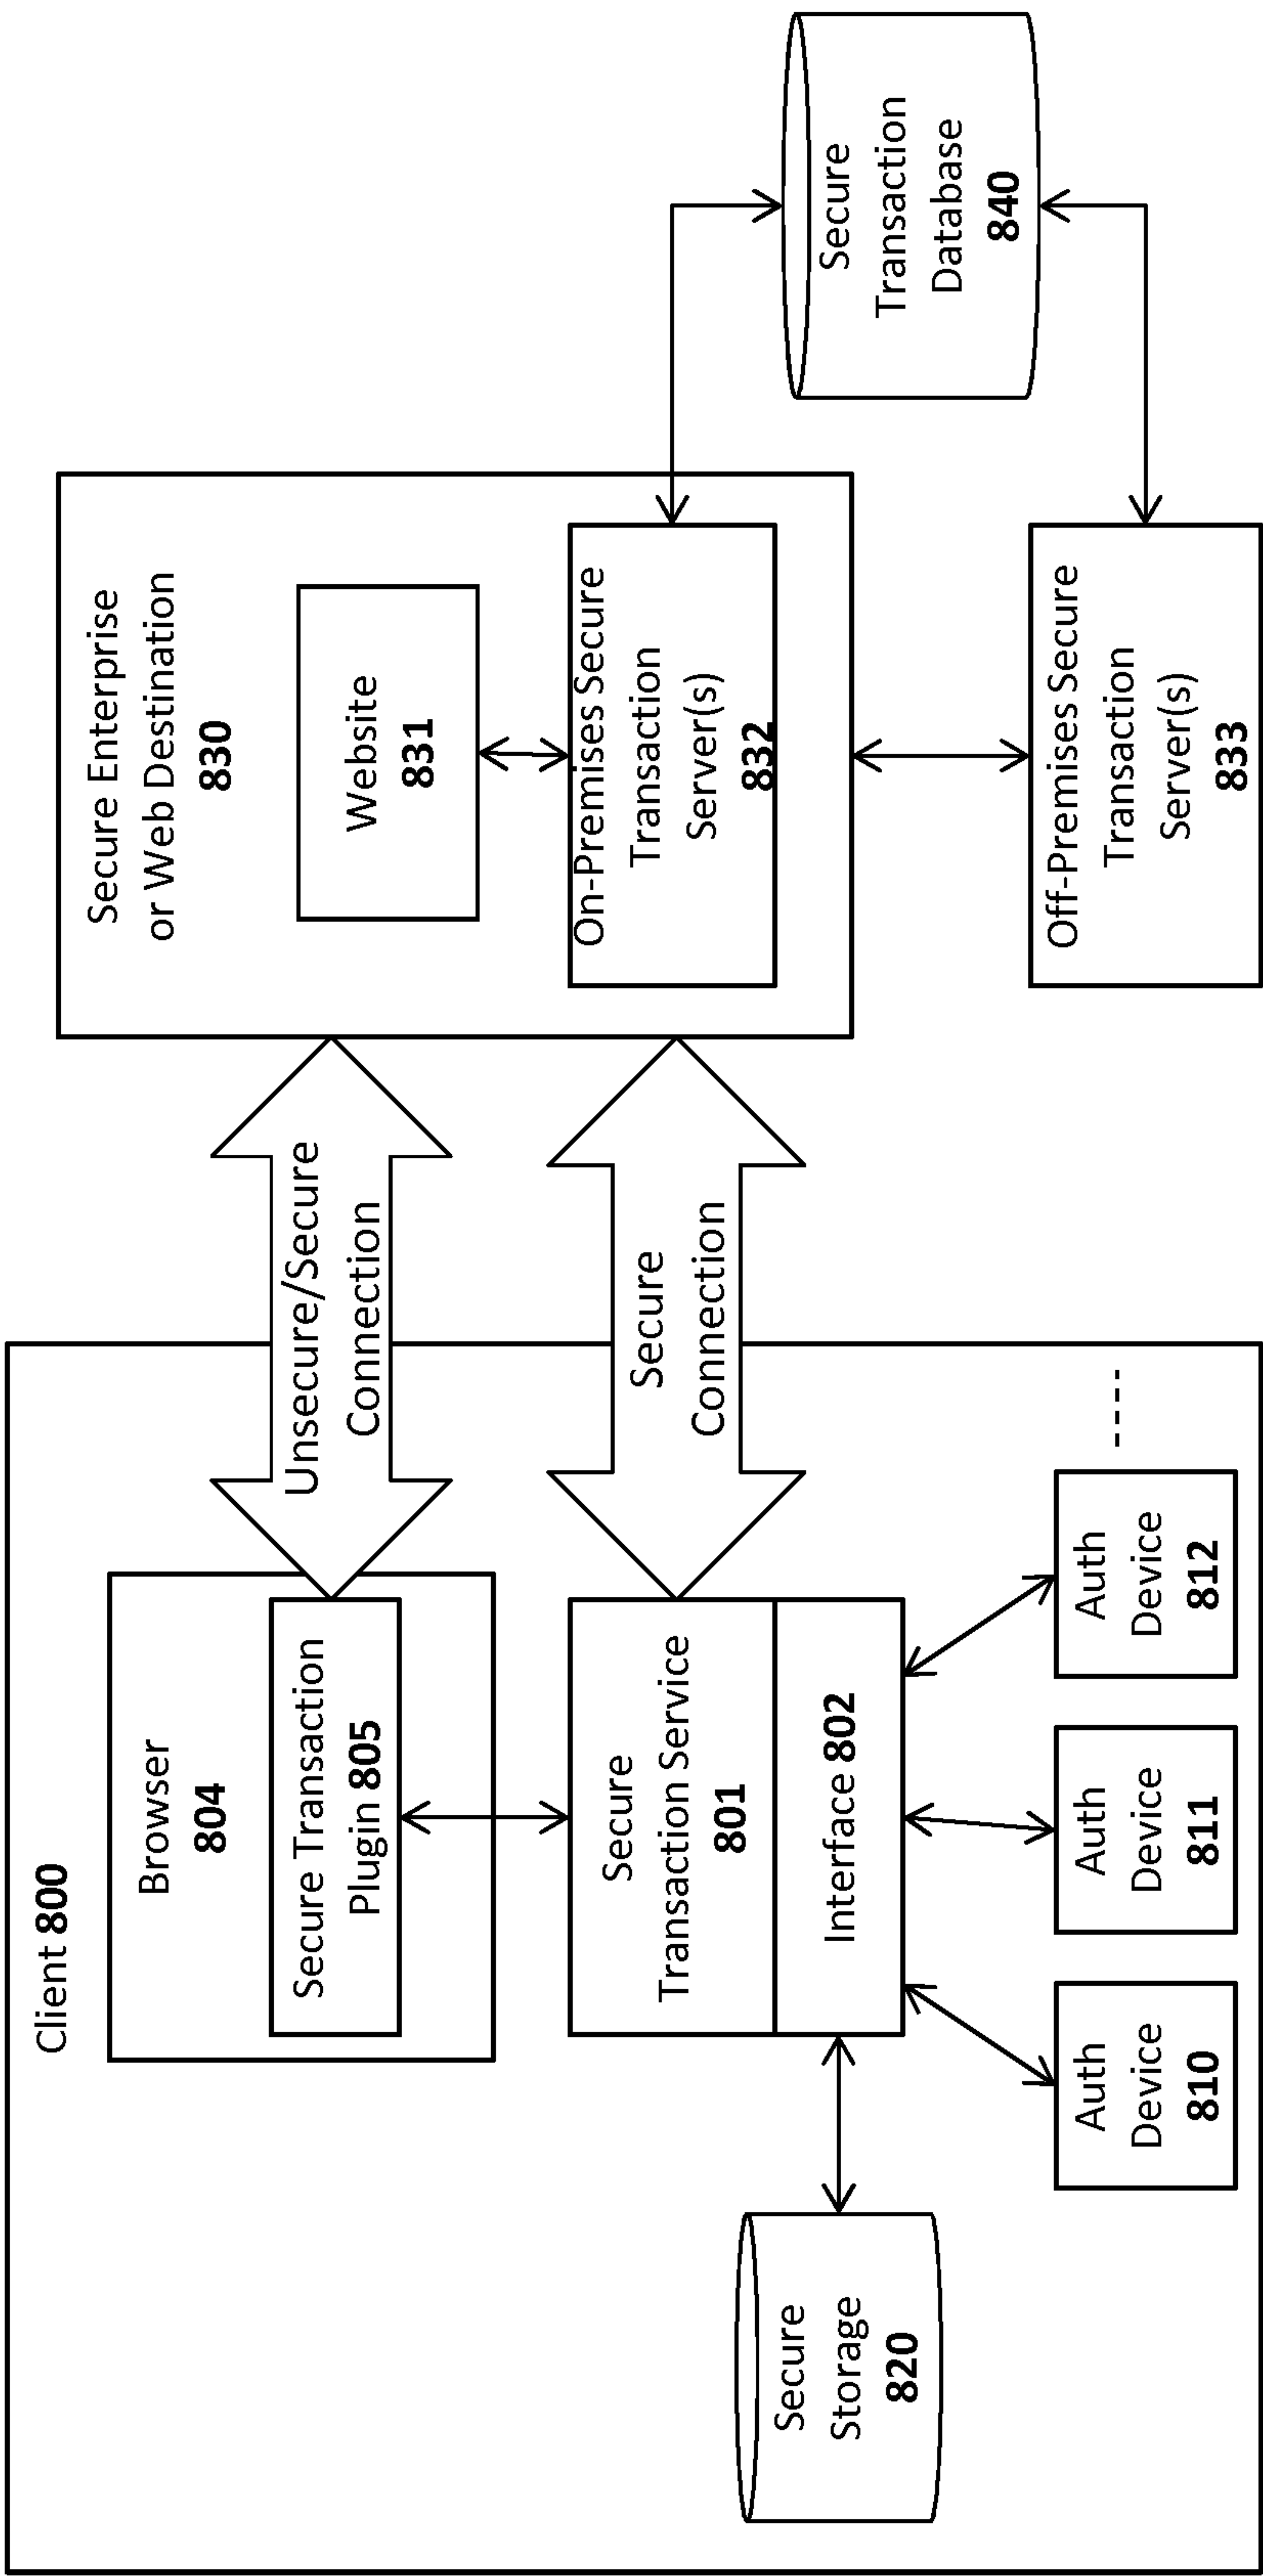 Client 800
Browser
804
Secure Transaction
Plugin 805
Secure
Transaction Service
801
Interface 802
Secure
Storage
820
Auth
Device
810
Auth
Device
811
Auth
Device
812
Unsecure/Secure
Connection
Secure
Connection
Secure Enterprise
or Web Destination
830
Website
831
On-Premises Secure
Transaction
Server(s)
832
Off-Premises Secure
Transaction
Server(s)
833
Secure
Transaction
Database
840